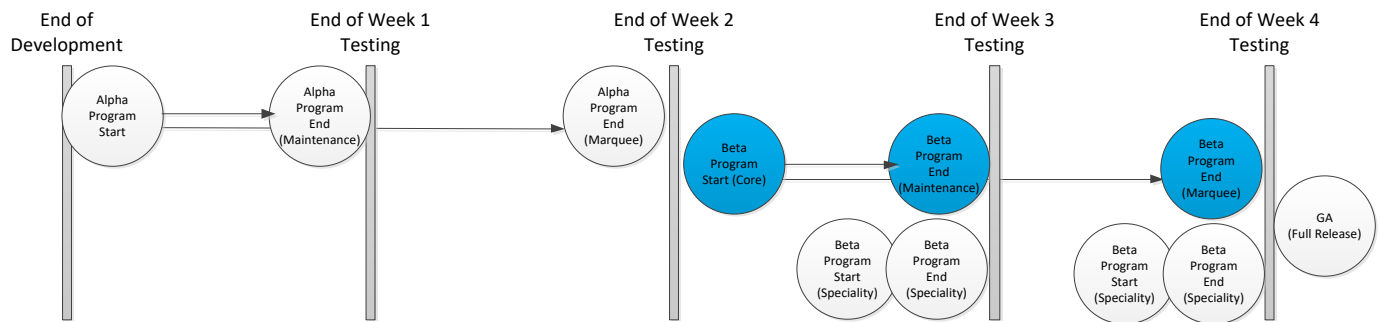 End of
Development
End of Week 1
Testing
End of Week 2
Testing
End of Week 3
Testing
End of Week 4
Testing
Alpha
Program
Start
Alpha
Program
End
(Maintenance)
Alpha
Program
End
(Marquee)
Beta
Program
Start (Core)
Beta
Program
End
(Maintenance)
Beta
Program
End
(Marquee)
GA
(Full Release)
Beta
Program
Start
(Speciality)
Beta
Program
End
(Speciality)
Beta
Program
Start
(Speciality)
Beta
Program
End
(Speciality)